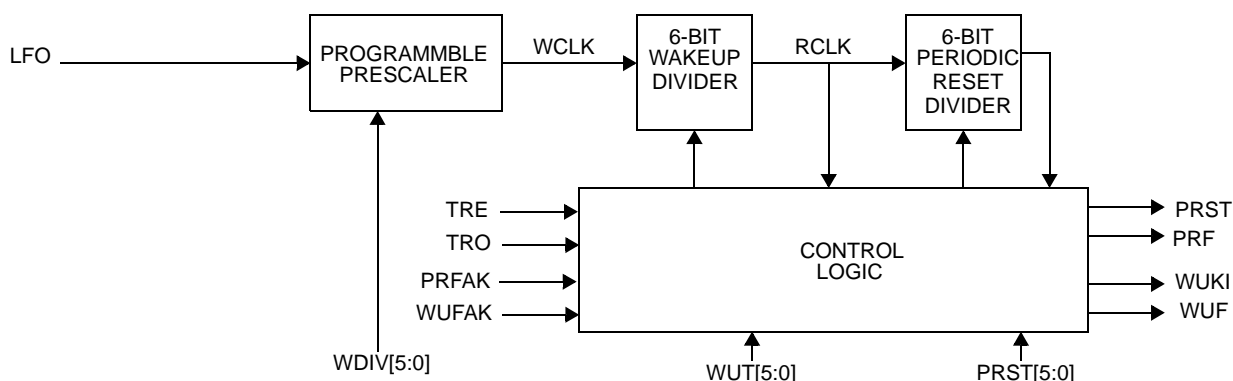 LFO
PROGRAMMBLE
PRESCALER
WCLK
6-BIT
WAKEUP
DIVIDER
RCLK
6-BIT
PERIODIC
RESET
DIVIDER
TRE
TRO
PRFAK
WUFAK
CONTROL
LOGIC
PRST
PRF
WUKI
WUF
WDIV[5:0]
WUT[5:0]
PRST[5:0]